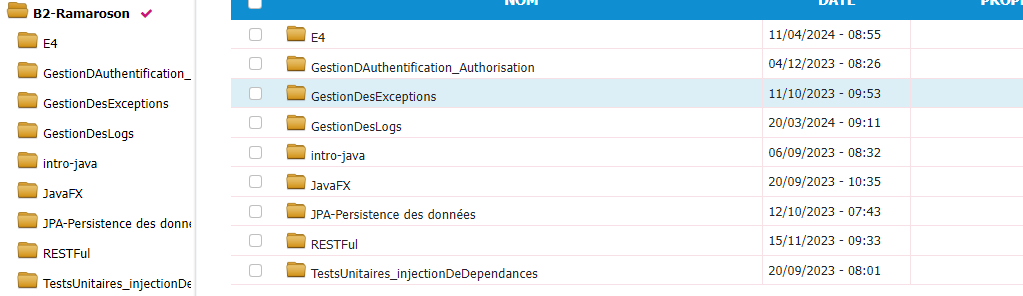 B2-Ramaroson
E4
GestionDAuthentification_
GestionDesExceptions
GestionDesLogs
intro-java
JavaFX
JPA-Persistence des donné
RESTFul
TestsUnitaires_injectionDe
NOM DATE PROP
E4 11/04/2024 - 08:55
GestionDAuthentification_Authorisation 04/12/2023 - 08:26
GestionDesExceptions 11/10/2023 - 09:53
GestionDesLogs 20/03/2024 - 09:11
intro-java 06/09/2023 - 08:32
JavaFX 20/09/2023 - 10:35
JPA-Persistence des données 12/10/2023 - 07:43
RESTFul 15/11/2023 - 09:33
TestsUnitaires_injectionDeDependances 20/09/2023 - 08:01